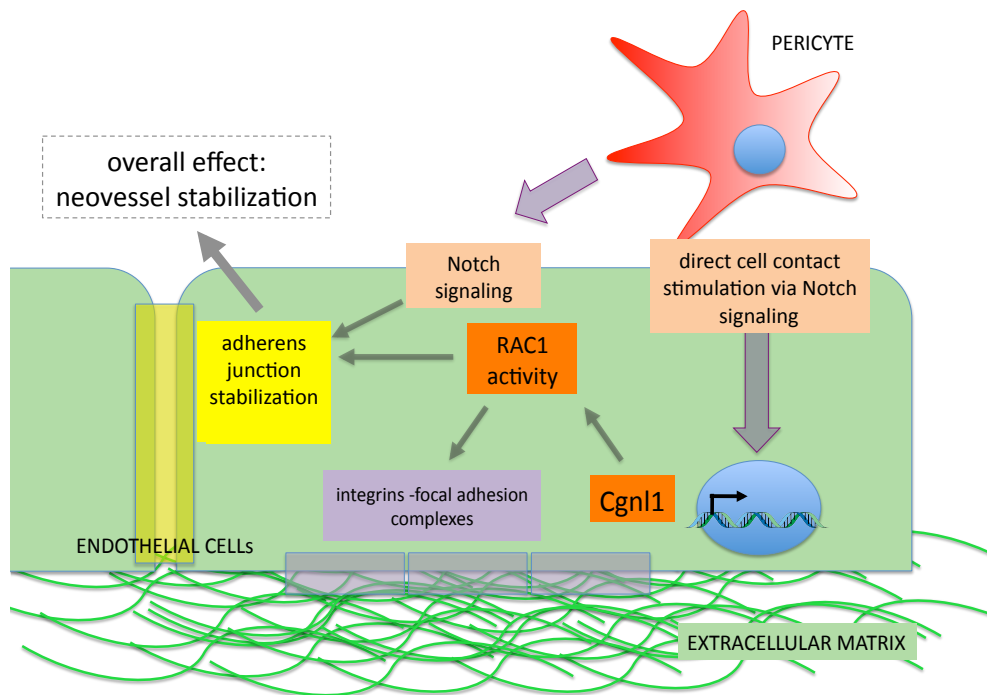 PERICYTE
overall effect:
neovessel stabilization
Notch
signaling
direct cell contact
stimulation via Notch
signaling
adherens
junction
stabilization
RAC1
activity
integrins -focal adhesion
complexes
Cgnl1
ENDOTHELIAL CELLs
EXTRACELLULAR MATRIX